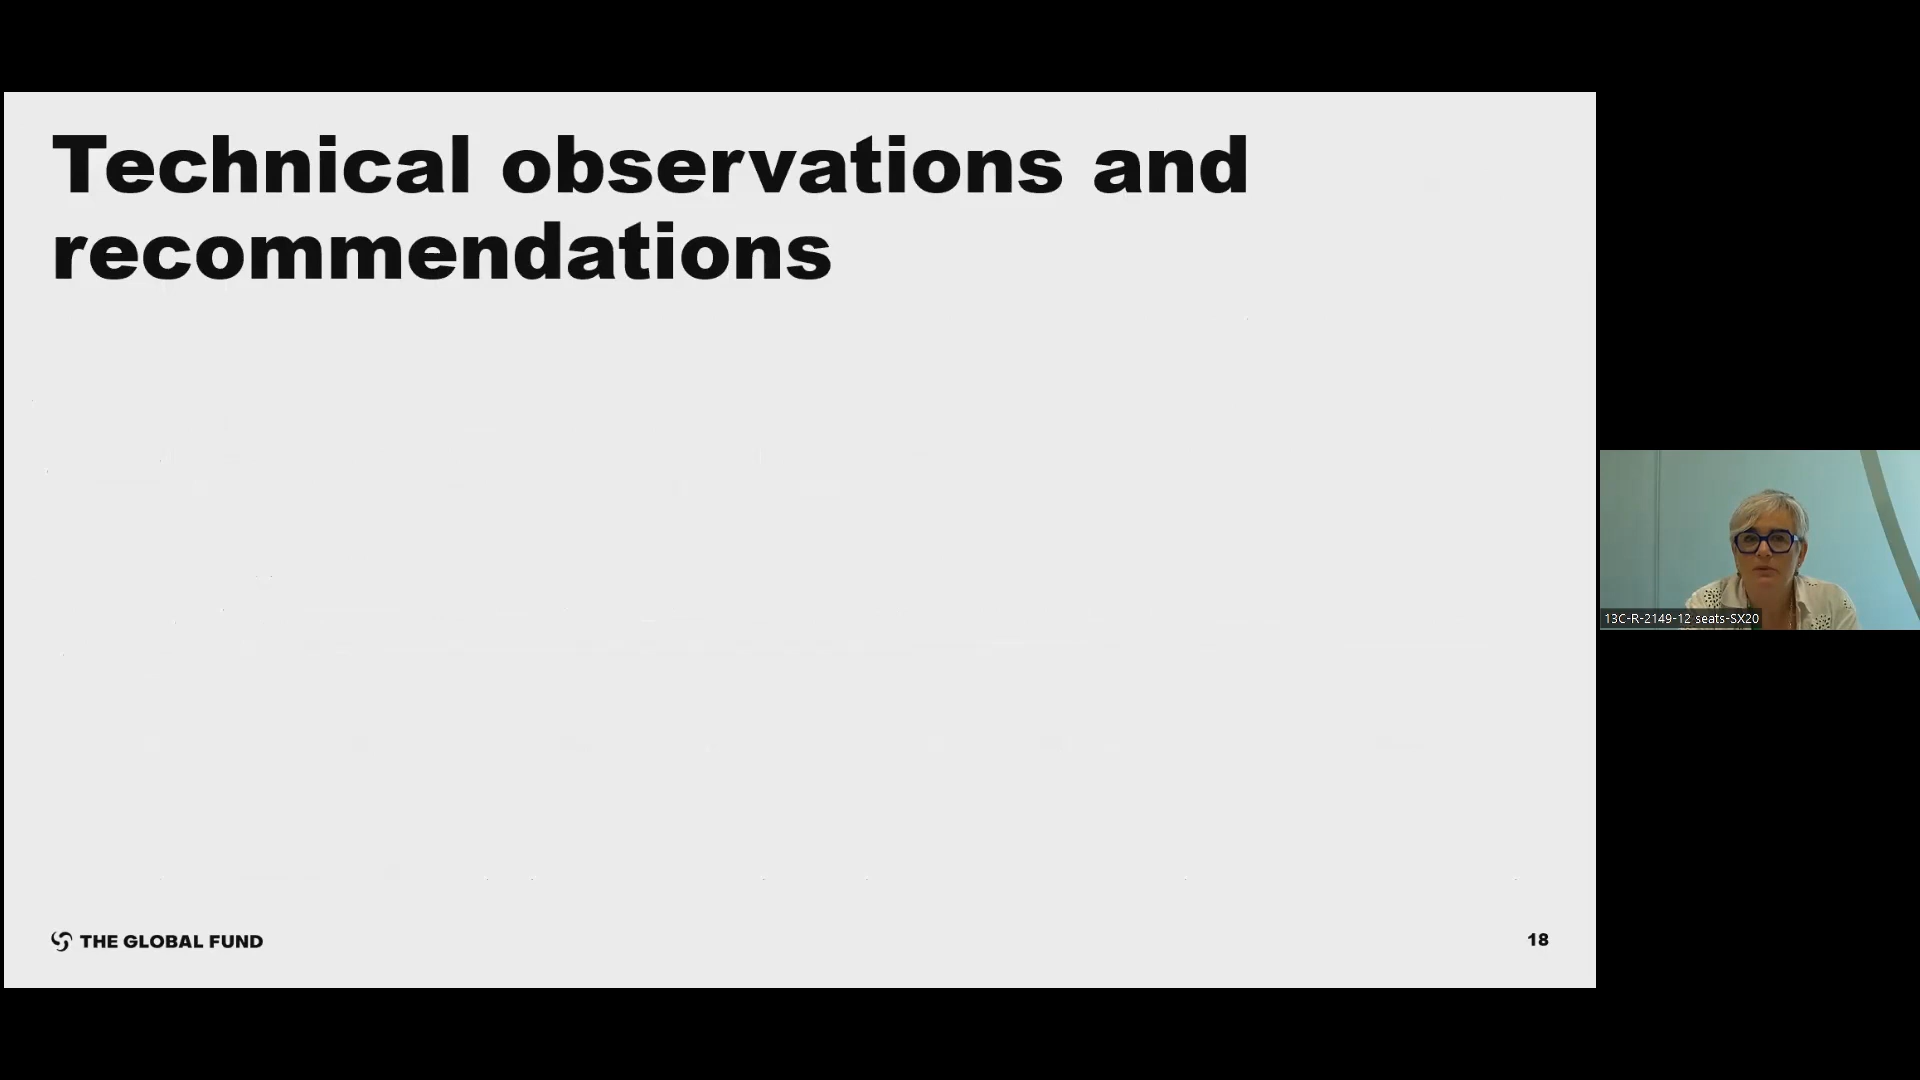 Technical observations and
recommendations
THE GLOBAL FUND
18
13C-R-2149-12 seats-SX20